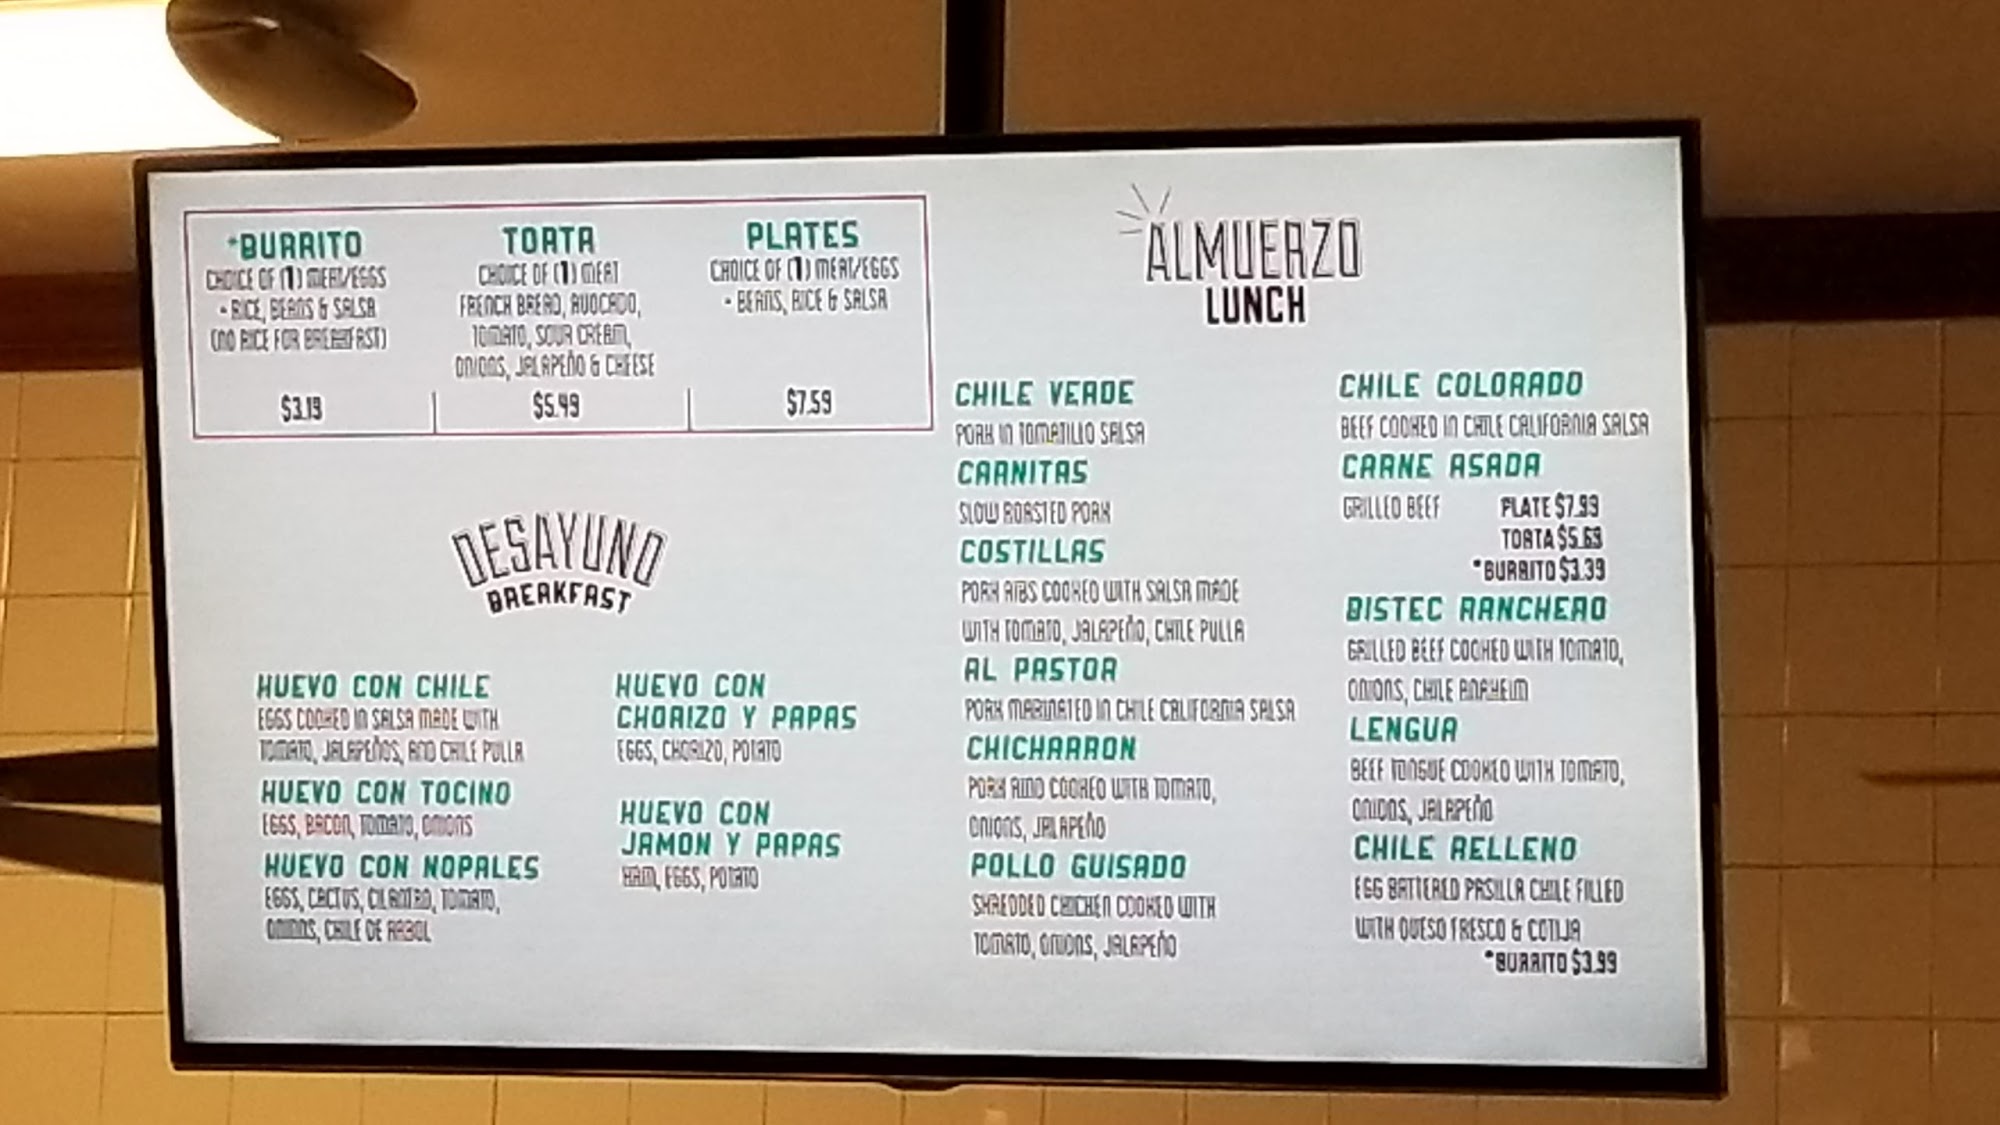 *BURRITO
CHOICE OF (1) MEAT/EGGS
- RICE, BEANS & SALSA
(NO RICE FOR BREAKFAST)
$3.19
TORTA
CHOICE OF (1) MEAT
FRENCH BREAD, AVOCADO,
TOMATO, SOUR CREAM,
ONIONS, JALAPEÑO & CHEESE
$5.49
PLATES
CHOICE OF (1) MEAT/EGGS
- BEANS, RICE & SALSA
$7.59
DESAYUNO
BREAKFAST
HUEVO CON CHILE
EGGS COOKED IN SALSA MADE WITH
TOMATO, JALAPEÑOS, AND CHILE PULLA
HUEVO CON TOCINO
EGGS, BACON, TOMATO, ONIONS
HUEVO CON NOPALES
EGGS, CACTUS, CILANTRO, TOMATO,
ONIONS, CHILE DE ARBOL
HUEVO CON
CHORIZO Y PAPAS
EGGS, CHORIZO, POTATO
HUEVO CON
JAMON Y PAPAS
HAM, EGGS, POTATO
ALMUERZO
LUNCH
CHILE VERDE
PORK IN TOMATILLO SALSA
CARNITAS
SLOW ROASTED PORK
COSTILLAS
PORK RIBS COOKED WITH SALSA MADE
WITH TOMATO, JALAPEÑO, CHILE PULLA
AL PASTOR
PORK MARINATED IN CHILE CALIFORNIA SALSA
CHICHARRON
PORK RIND COOKED WITH TOMATO,
ONIONS, JALAPEÑO
POLLO GUISADO
SHREDDED CHICKEN COOKED WITH
TOMATO, ONIONS, JALAPEÑO
CHILE COLORADO
BEEF COOKED IN CHILE CALIFORNIA SALSA
CARNE ASADA
GRILLED BEEF PLATE $7.99
TORTA $5.69
*BURRITO $3.39
BISTEC RANCHERO
GRILLED BEEF COOKED WITH TOMATO,
ONIONS, CHILE ANAHEIM
LENGUA
BEEF TONGUE COOKED WITH TOMATO,
ONIONS, JALAPEÑO
CHILE RELLENO
EGG BATTERED PASILLA CHILE FILLED
WITH QUESO FRESCO & COTIJA
*BURRITO $3.99